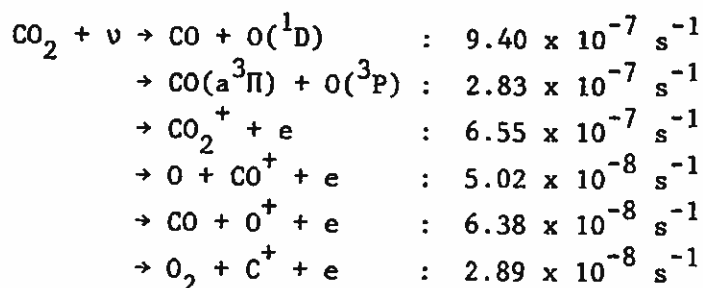 CO₂ + ν → CO + O(¹D) : 9.40 x 10⁻⁷ s⁻¹
→ CO(a³Π) + O(³P) : 2.83 x 10⁻⁷ s⁻¹
→ CO₂⁺ + e : 6.55 x 10⁻⁷ s⁻¹
→ O + CO⁺ + e : 5.02 x 10⁻⁸ s⁻¹
→ CO + O⁺ + e : 6.38 x 10⁻⁸ s⁻¹
→ O₂ + C⁺ + e : 2.89 x 10⁻⁸ s⁻¹